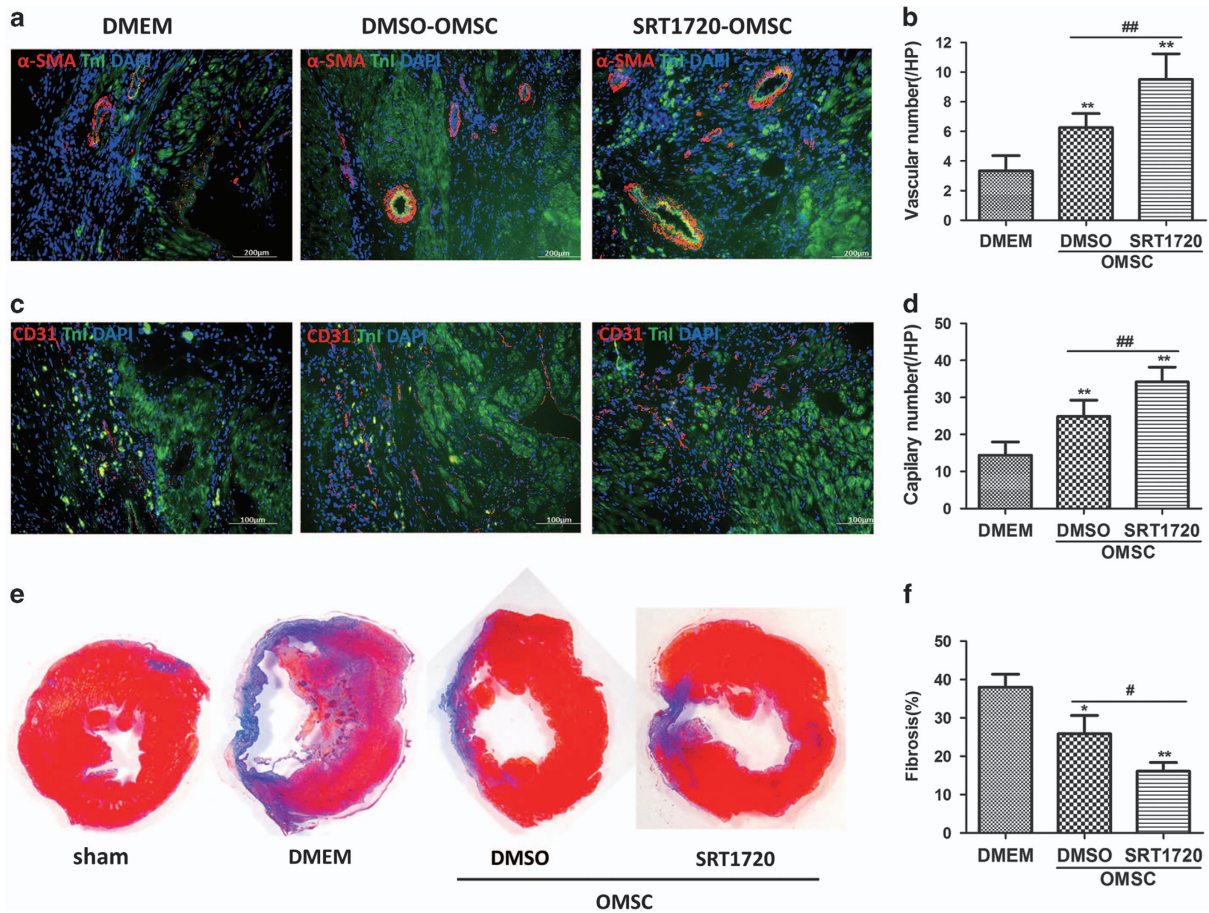 a
DMEM
DMSO-OMSC
SRT1720-OMSC
α-SMA TnI DAPI
α-SMA TnI DAPI
α-SMA TnI DAPI
200μm
200μm
200μm
b
Vascular number(/HP)
12
10
8
6
4
2
0
**
##
**
DMEM
DMSO
SRT1720
OMSC
c
CD31 TnI DAPI
CD31 TnI DAPI
CD31 TnI DAPI
100μm
100μm
100μm
d
Capilary number(/HP)
50
40
30
20
10
0
**
##
**
DMEM
DMSO
SRT1720
OMSC
e
sham
DMEM
DMSO
SRT1720
OMSC
f
Fibrosis(%)
50
40
30
20
10
0
*
#
**
DMEM
DMSO
SRT1720
OMSC